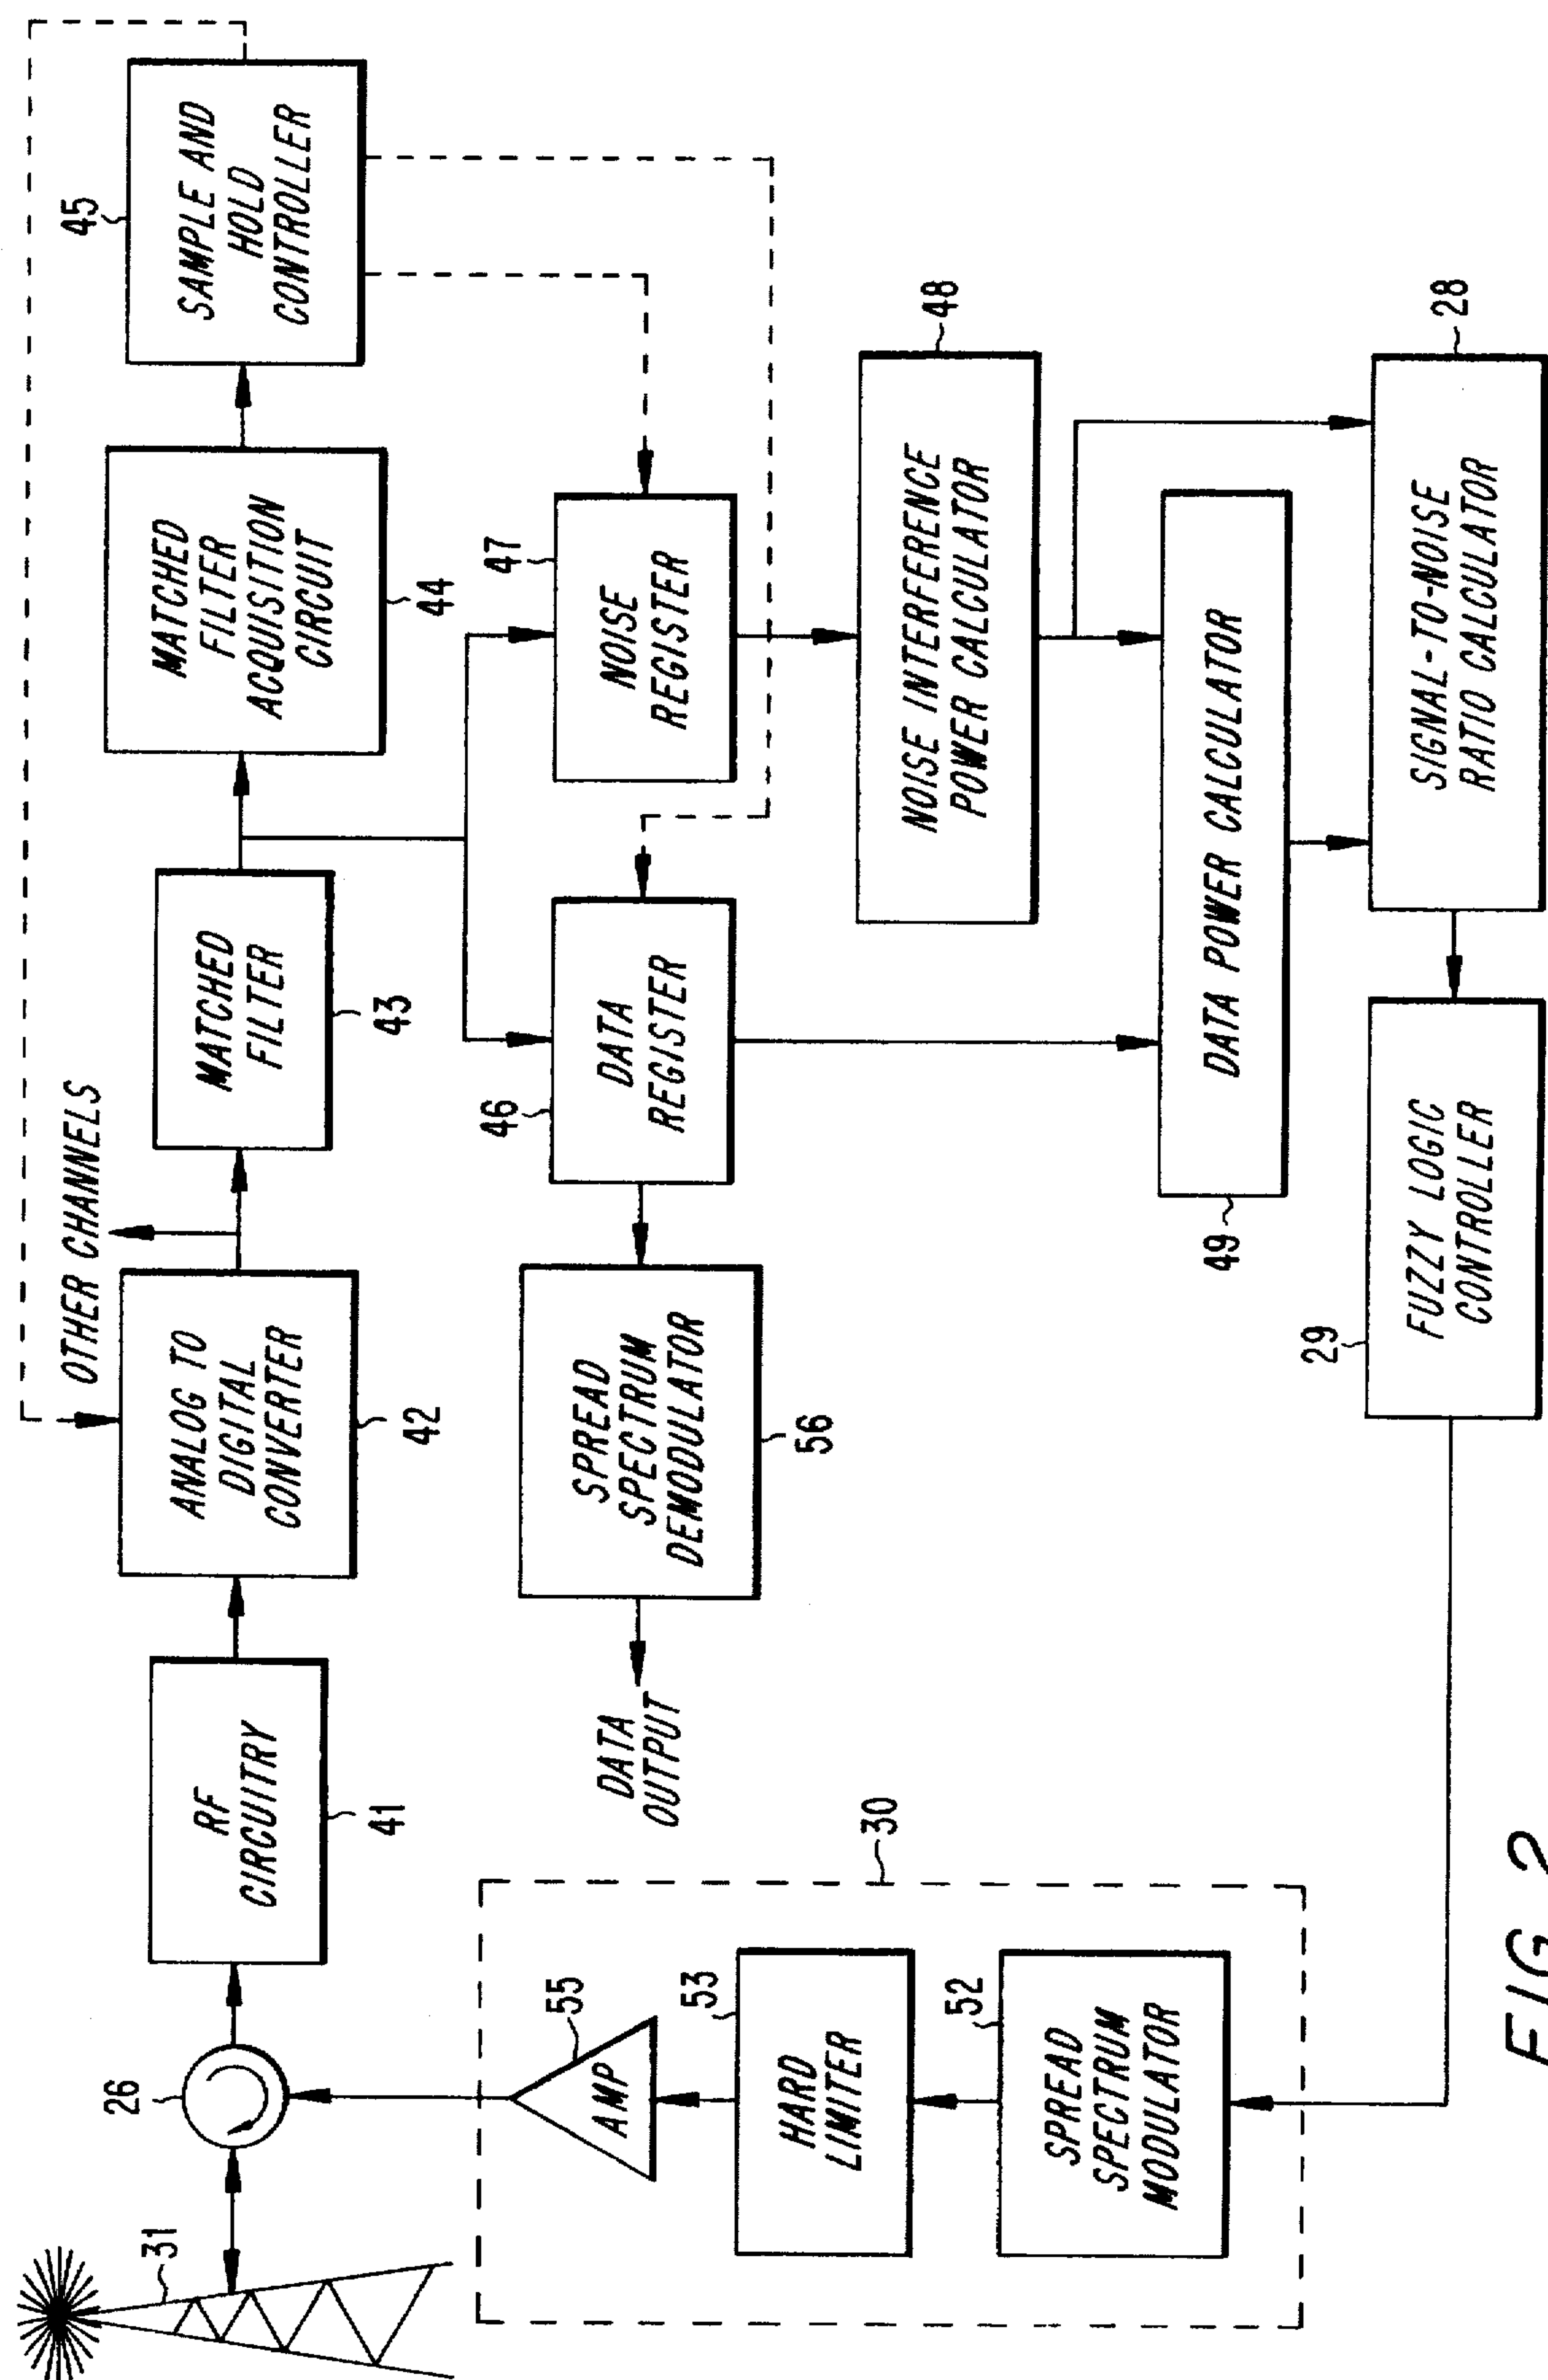 31
26
RF
CIRCUITRY
41
ANALOG TO
DIGITAL
CONVERTER
42
OTHER CHANNELS
MATCHED
FILTER
43
MATCHED
FILTER
ACQUISITION
CIRCUIT
44
45
SAMPLE AND
HOLD
CONTROLLER
30
55
AMP
53
HARD
LIMITER
52
SPREAD
SPECTRUM
MODULATOR
DATA
OUTPUT
SPREAD
SPECTRUM
DEMODULATOR
56
46
DATA
REGISTER
47
NOISE
REGISTER
48
NOISE INTERFERENCE
POWER CALCULATOR
49
DATA POWER CALCULATOR
29
FUZZY LOGIC
CONTROLLER
28
SIGNAL-TO-NOISE
RATIO CALCULATOR
FIG. 2